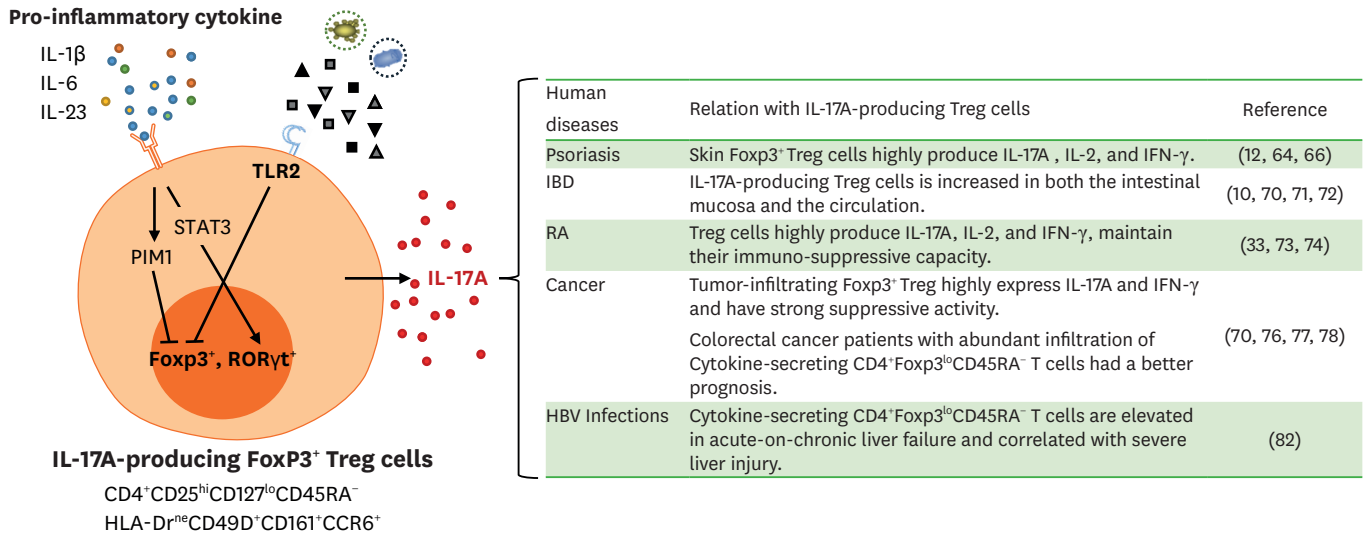 Pro-inflammatory cytokine
IL-1β
IL-6
IL-23
TLR2
STAT3
PIM1
Foxp3⁺, RORγt⁺
IL-17A
IL-17A-producing FoxP3⁺ Treg cells
CD4⁺CD25ʰⁱCD127ˡᵒCD45RA⁻
HLA-DrⁿᵉCD49D⁺CD161⁺CCR6⁺
Human diseases
Relation with IL-17A-producing Treg cells
Reference
Psoriasis
Skin Foxp3⁺ Treg cells highly produce IL-17A , IL-2, and IFN-γ.
(12, 64, 66)
IBD
IL-17A-producing Treg cells is increased in both the intestinal
mucosa and the circulation.
(10, 70, 71, 72)
RA
Treg cells highly produce IL-17A, IL-2, and IFN-γ, maintain
their immuno-suppressive capacity.
(33, 73, 74)
Cancer
Tumor-infiltrating Foxp3⁺ Treg highly express IL-17A and IFN-γ
and have strong suppressive activity.
Colorectal cancer patients with abundant infiltration of
Cytokine-secreting CD4⁺Foxp3ˡᵒCD45RA⁻ T cells had a better
prognosis.
(70, 76, 77, 78)
HBV Infections
Cytokine-secreting CD4⁺Foxp3ˡᵒCD45RA⁻ T cells are elevated
in acute-on-chronic liver failure and correlated with severe
liver injury.
(82)